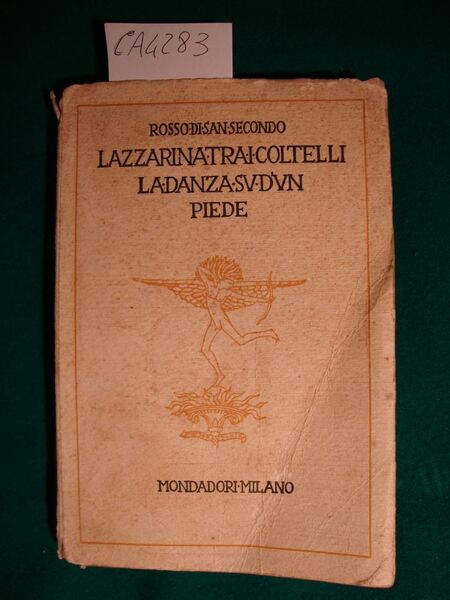 CA4283
ROSSO·DI·SAN·SECONDO
LAZZARINA·TRA·I·COLTELLI
LA·DANZA·SV·D'VN
PIEDE
MONDADORI·MILANO